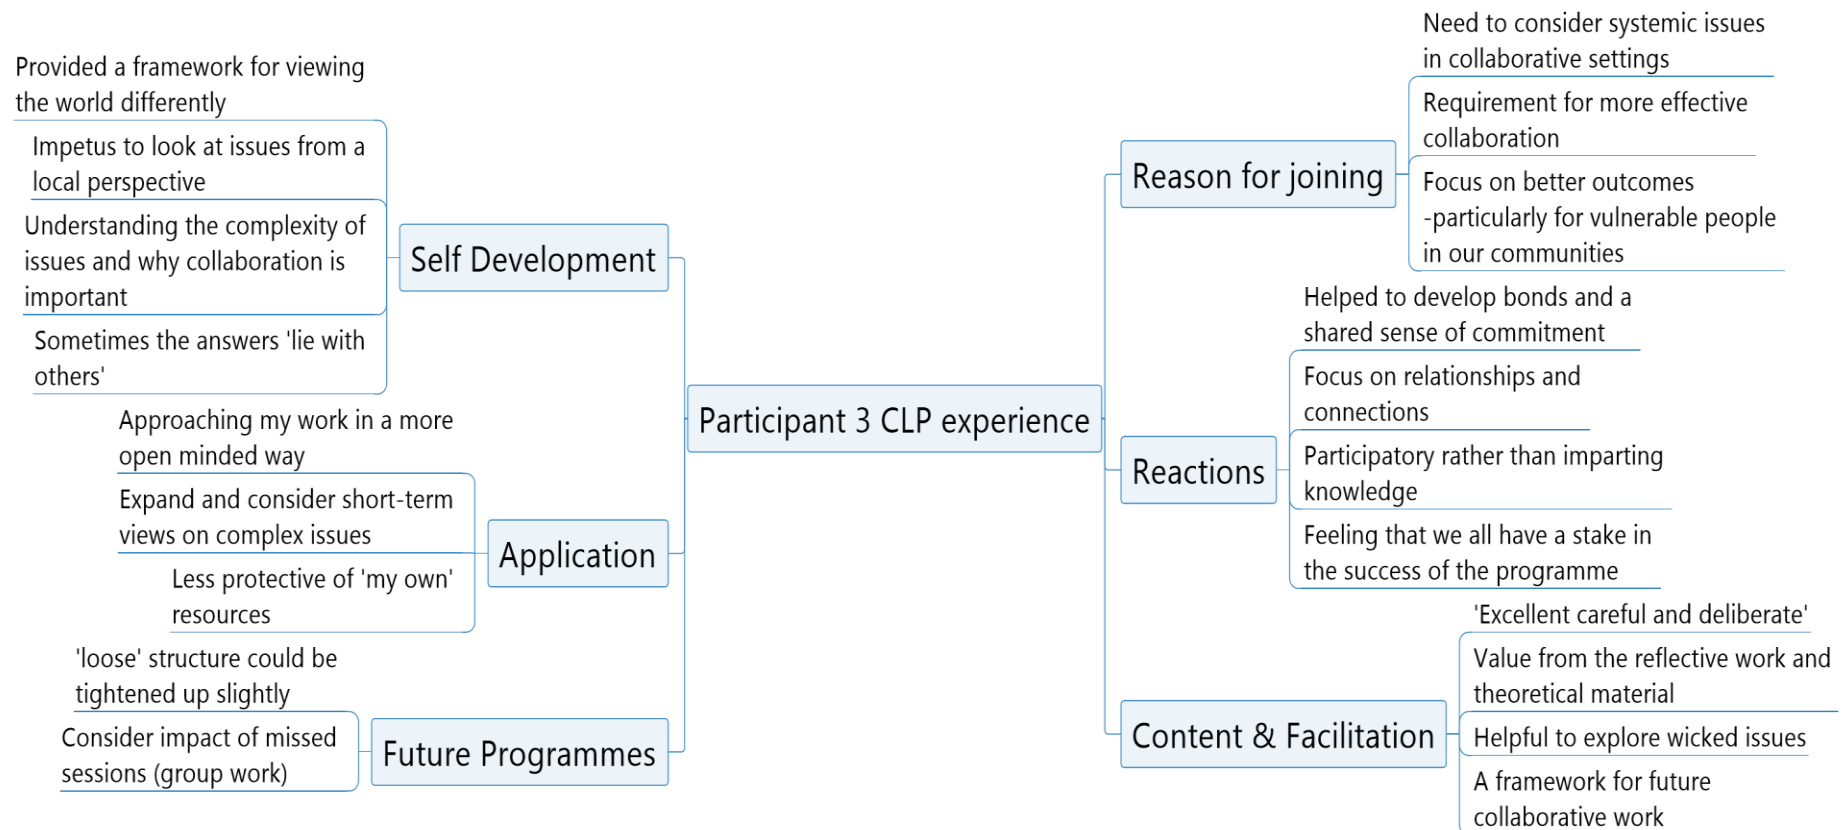 Participant 3 CLP experience
Reason for joining
Need to consider systemic issues
in collaborative settings
Requirement for more effective
collaboration
Focus on better outcomes
-particularly for vulnerable people
in our communities
Reactions
Helped to develop bonds and a
shared sense of commitment
Focus on relationships and
connections
Participatory rather than imparting
knowledge
Feeling that we all have a stake in
the success of the programme
Content & Facilitation
'Excellent careful and deliberate'
Value from the reflective work and
theoretical material
Helpful to explore wicked issues
A framework for future
collaborative work
Self Development
Provided a framework for viewing
the world differently
Impetus to look at issues from a
local perspective
Understanding the complexity of
issues and why collaboration is
important
Sometimes the answers 'lie with
others'
Application
Approaching my work in a more
open minded way
Expand and consider short-term
views on complex issues
Less protective of 'my own'
resources
Future Programmes
'loose' structure could be
tightened up slightly
Consider impact of missed
sessions (group work)